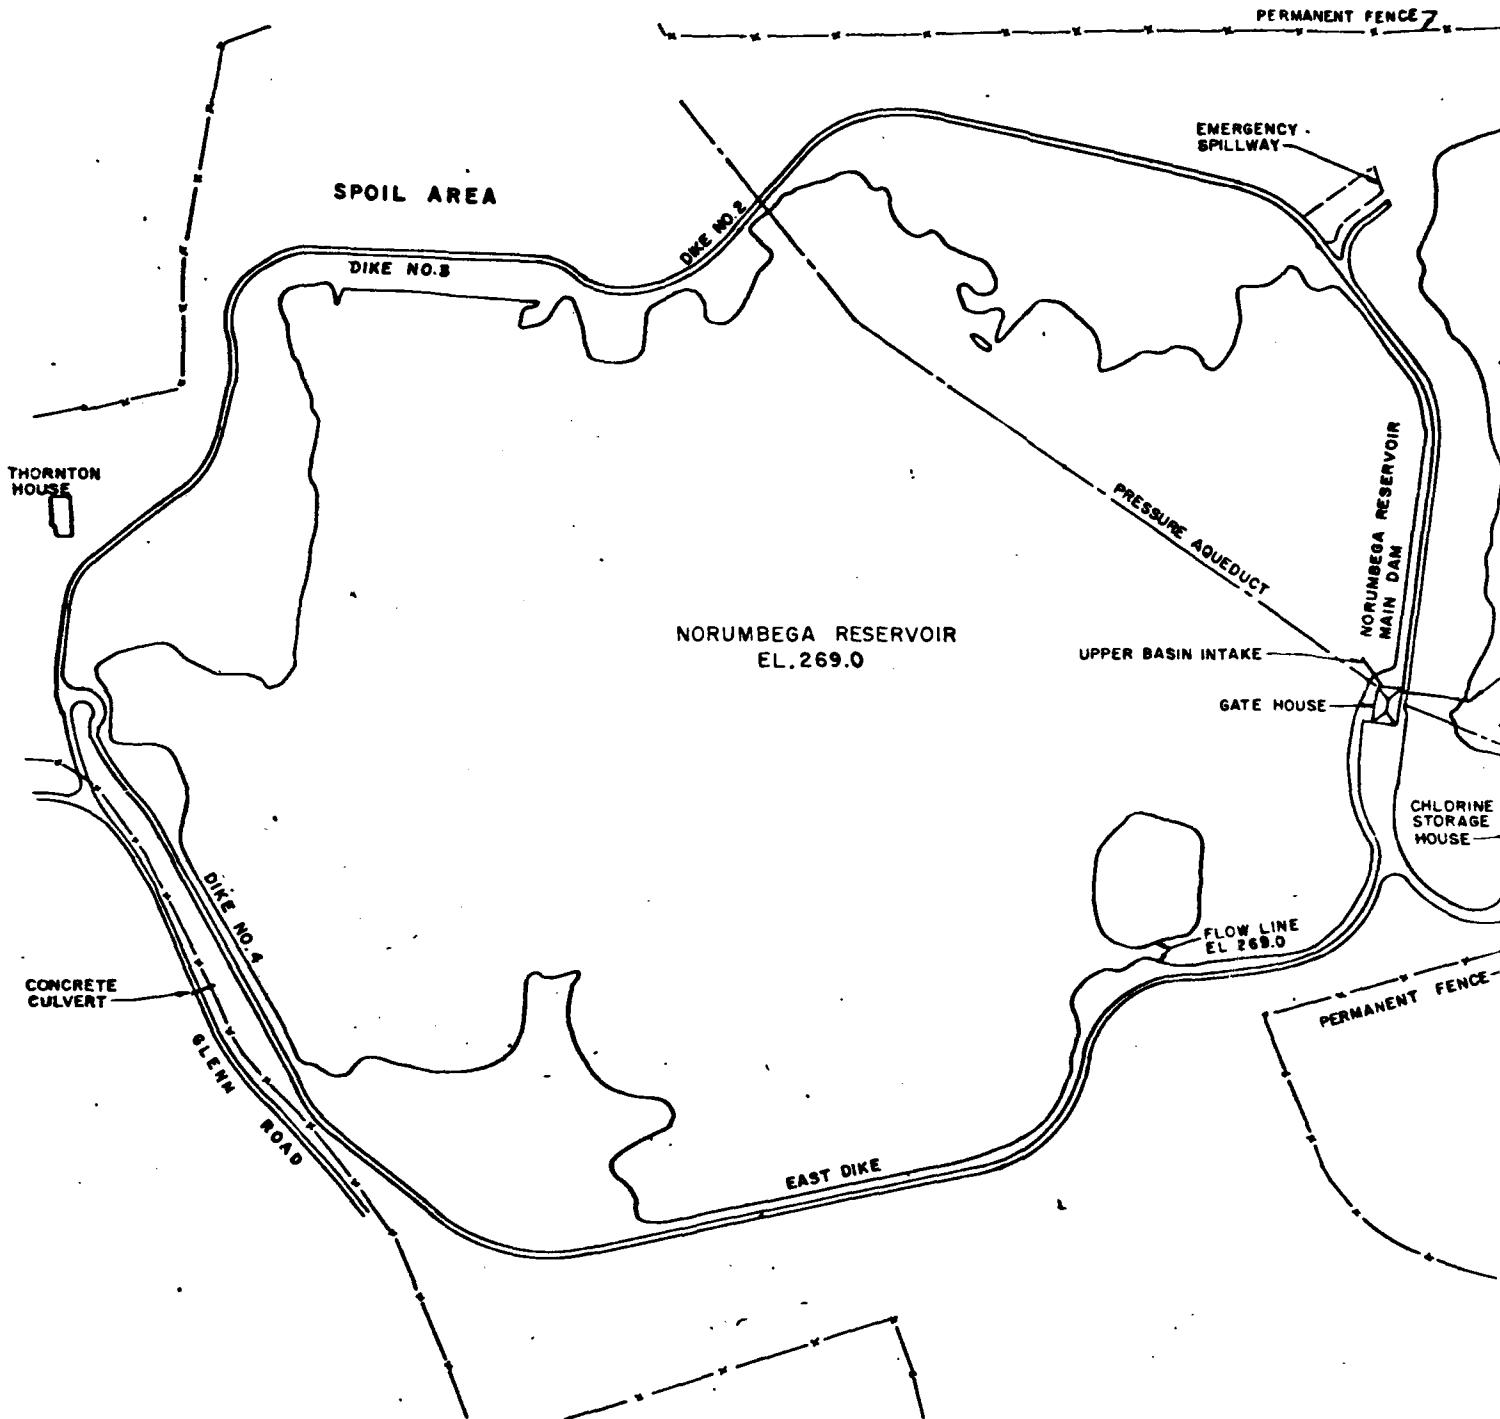 PERMANENT FENCE
EMERGENCY
SPILLWAY
SPOIL AREA
DIKE NO.2
DIKE NO.3
THORNTON
HOUSE
PRESSURE AQUEDUCT
NORUMBEGA RESERVOIR
MAIN DAM
NORUMBEGA RESERVOIR
EL. 269.0
UPPER BASIN INTAKE
GATE HOUSE
CHLORINE
STORAGE
HOUSE
DIKE NO.4
FLOW LINE
EL 269.0
CONCRETE
CULVERT
PERMANENT FENCE
GLENN ROAD
EAST DIKE